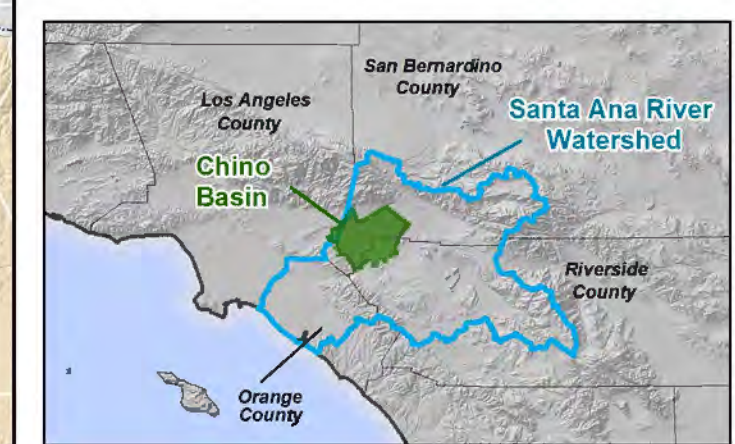 San Bernardino
County
Los Angeles
County
Santa Ana River
Watershed
Chino
Basin
Riverside
County
Orange
County